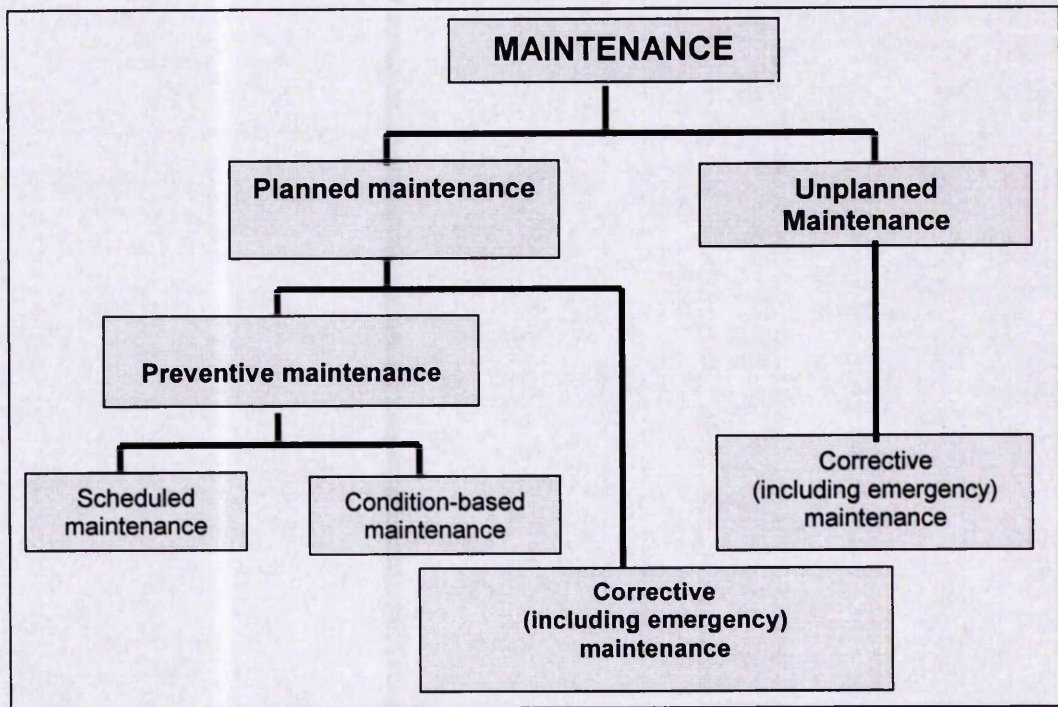 MAINTENANCE
Planned maintenance
Unplanned
Maintenance
Preventive maintenance
Scheduled
maintenance
Condition-based
maintenance
Corrective
(including emergency)
maintenance
Corrective
(including emergency)
maintenance